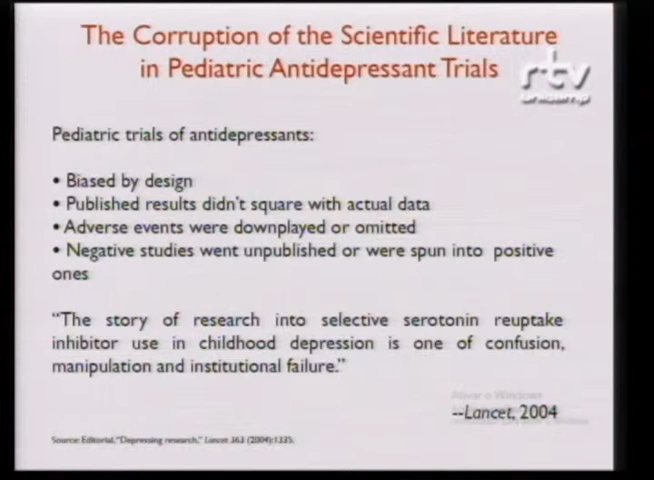 The Corruption of the Scientific Literature
in Pediatric Antidepressant Trials
rtv
unicamp
Pediatric trials of antidepressants:
• Biased by design
• Published results didn't square with actual data
• Adverse events were downplayed or omitted
• Negative studies went unpublished or were spun into positive
ones
“The story of research into selective serotonin reuptake
inhibitor use in childhood depression is one of confusion,
manipulation and institutional failure.”
Ativar o Windows
--Lancet, 2004
Source: Editorial, “Depressing research,” Lancet 363 (2004):1335.